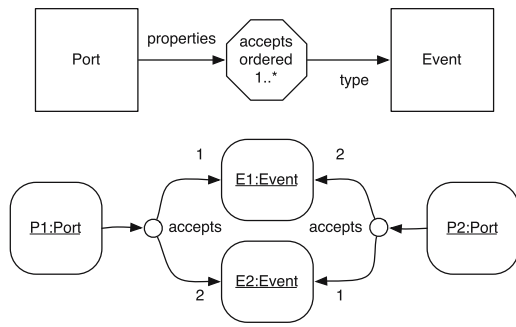 properties
Port
accepts
ordered
1..*
type
Event
1
E1:Event
2
P1:Port
accepts
accepts
P2:Port
2
E2:Event
1